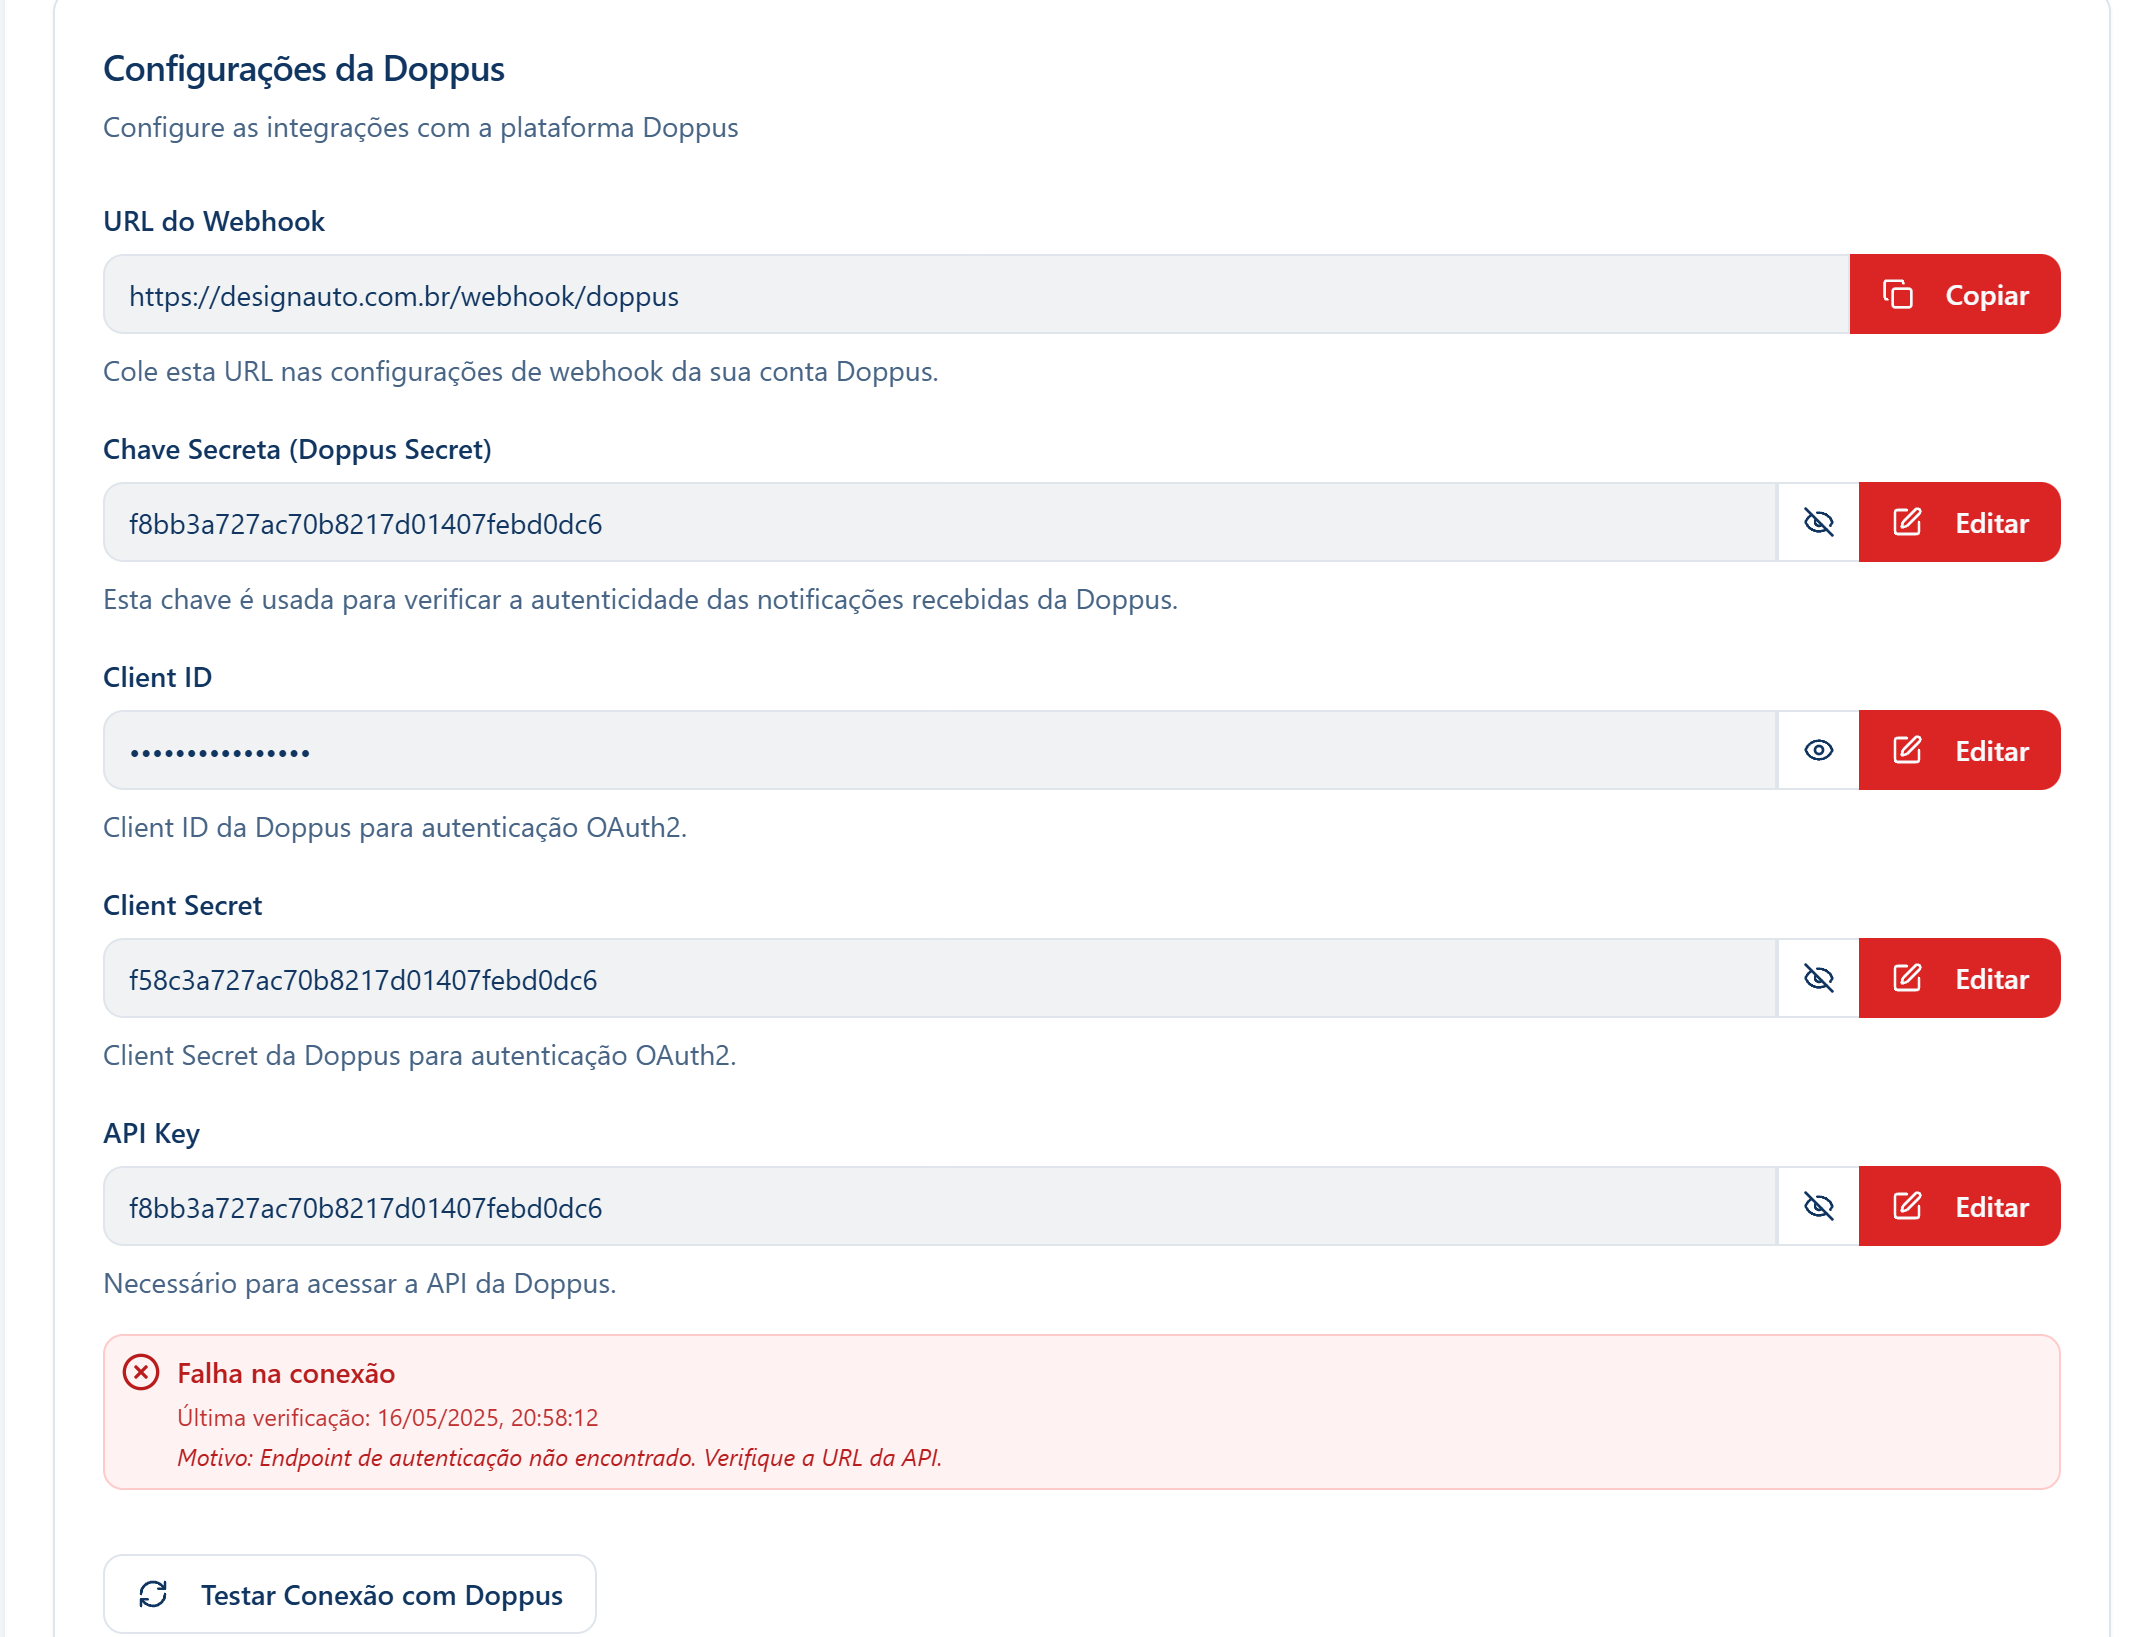 Configurações da Doppus
Configure as integrações com a plataforma Doppus
URL do Webhook
https://designauto.com.br/webhook/doppus
Copiar
Cole esta URL nas configurações de webhook da sua conta Doppus.
Chave Secreta (Doppus Secret)
f8bb3a727ac70b8217d01407febd0dc6
Editar
Esta chave é usada para verificar a autenticidade das notificações recebidas da Doppus.
Client ID
••••••••••••••••
Editar
Client ID da Doppus para autenticação OAuth2.
Client Secret
f58c3a727ac70b8217d01407febd0dc6
Editar
Client Secret da Doppus para autenticação OAuth2.
API Key
f8bb3a727ac70b8217d01407febd0dc6
Editar
Necessário para acessar a API da Doppus.
Falha na conexão
Última verificação: 16/05/2025, 20:58:12
Motivo: Endpoint de autenticação não encontrado. Verifique a URL da API.
Testar Conexão com Doppus